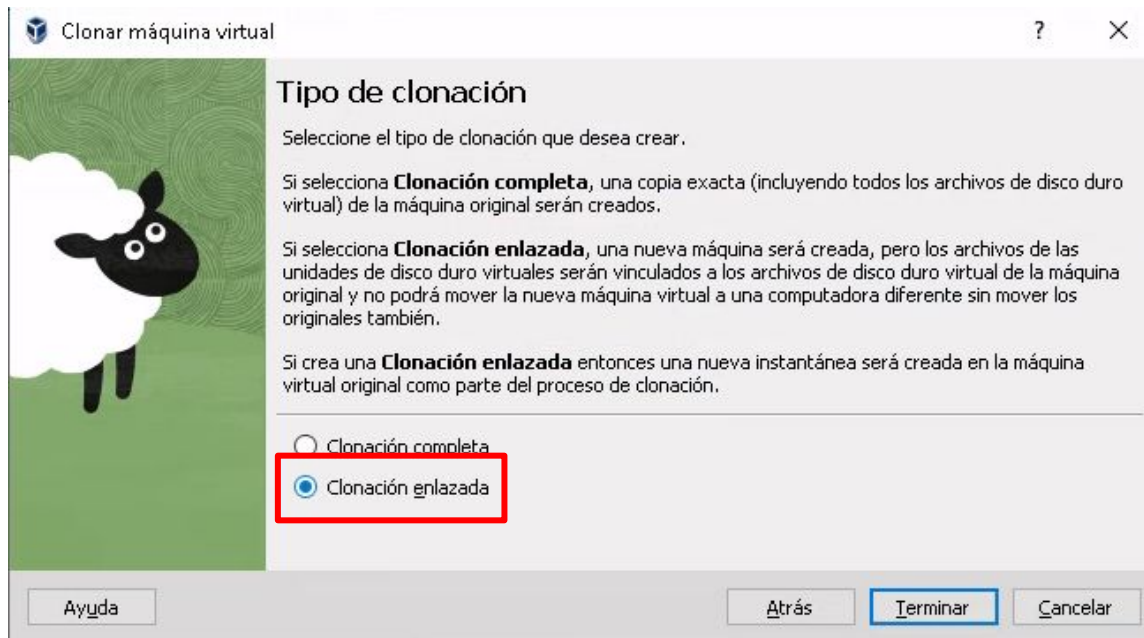 Clonar máquina virtual
?
Tipo de clonación
Seleccione el tipo de clonación que desea crear.
Si selecciona Clonación completa, una copia exacta (incluyendo todos los archivos de disco duro
virtual) de la máquina original serán creados.
Si selecciona Clonación enlazada, una nueva máquina será creada, pero los archivos de las
unidades de disco duro virtuales serán vinculados a los archivos de disco duro virtual de la máquina
original y no podrá mover la nueva máquina virtual a una computadora diferente sin mover los
originales también.
Si crea una Clonación enlazada entonces una nueva instantánea será creada en la máquina
virtual original como parte del proceso de clonación.
Clonación completa
Clonación enlazada
Ayuda
Atrás
Terminar
Cancelar